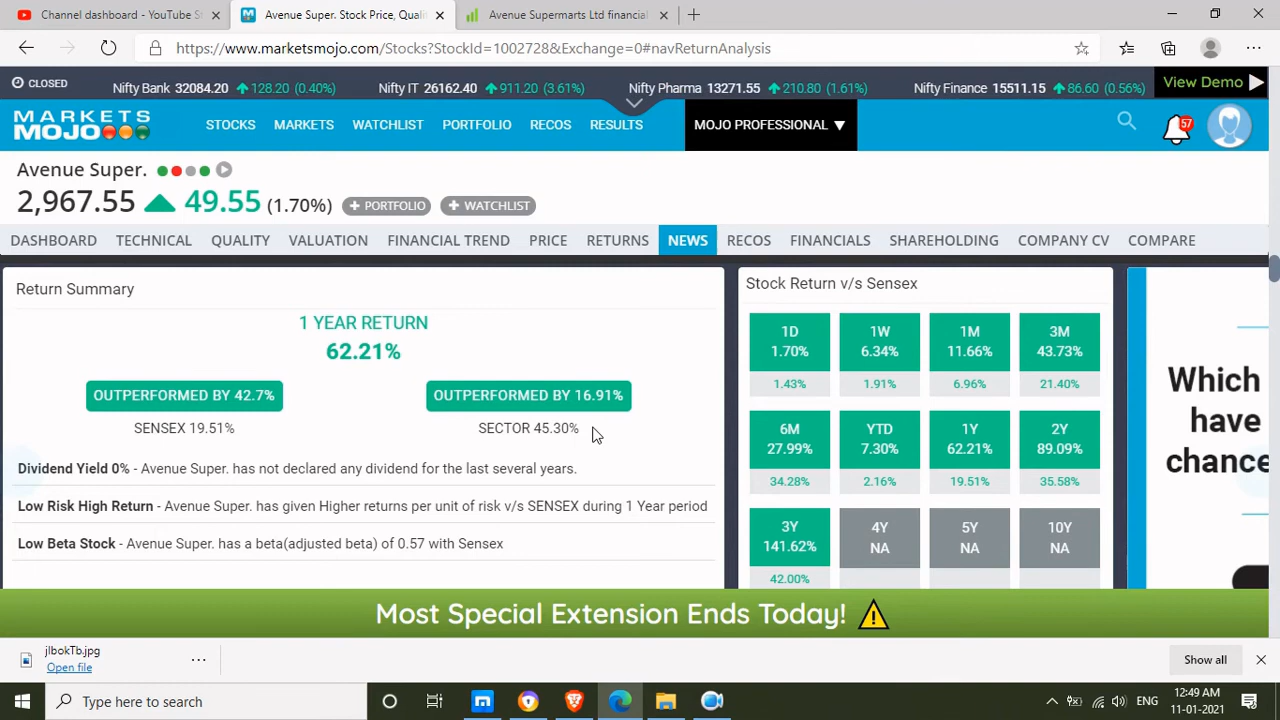 Channel dashboard - YouTube S
Avenue Super. Stock Price, Quali
Avenue Supermarts Ltd financial
https://www.marketsmojo.com/Stocks?StockId=1002728&Exchange=0#navReturnAnalysis
CLOSED
Nifty Bank 32084.20 128.20 (0.40%)
Nifty IT 26162.40 911.20 (3.61%)
Nifty Pharma 13271.55 210.80 (1.61%)
Nifty Finance 15511.15 86.60 (0.56%)
View Demo
MARKETS
MOJO
STOCKS MARKETS WATCHLIST PORTFOLIO RECOS RESULTS
MOJO PROFESSIONAL
57
Avenue Super.
2,967.55 49.55 (1.70%)
+ PORTFOLIO + WATCHLIST
DASHBOARD TECHNICAL QUALITY VALUATION FINANCIAL TREND PRICE RETURNS NEWS RECOS FINANCIALS SHAREHOLDING COMPANY CV COMPARE
Return Summary
1 YEAR RETURN
62.21%
OUTPERFORMED BY 42.7%
OUTPERFORMED BY 16.91%
SENSEX 19.51%
SECTOR 45.30%
Dividend Yield 0% - Avenue Super. has not declared any dividend for the last several years.
Low Risk High Return - Avenue Super. has given Higher returns per unit of risk v/s SENSEX during 1 Year period
Low Beta Stock - Avenue Super. has a beta(adjusted beta) of 0.57 with Sensex
Stock Return v/s Sensex
1D 1W 1M 3M
1.70% 6.34% 11.66% 43.73%
1.43% 1.91% 6.96% 21.40%
6M YTD 1Y 2Y
27.99% 7.30% 62.21% 89.09%
34.28% 2.16% 19.51% 35.58%
3Y 4Y 5Y 10Y
141.62% NA NA NA
42.00%
Which
have
chance
Most Special Extension Ends Today!
jlbokTb.jpg
Open file
Show all
Type here to search
ENG
12:49 AM
11-01-2021